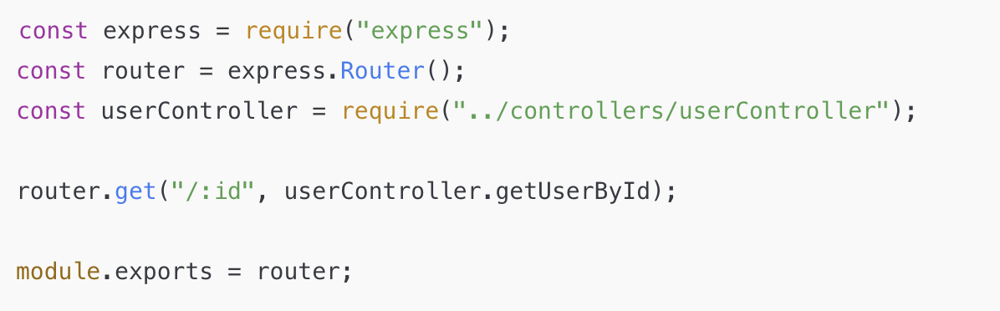 const express = require("express");
const router = express.Router();
const userController = require("../controllers/userController");
router.get("/:id", userController.getUserById);
module.exports = router;